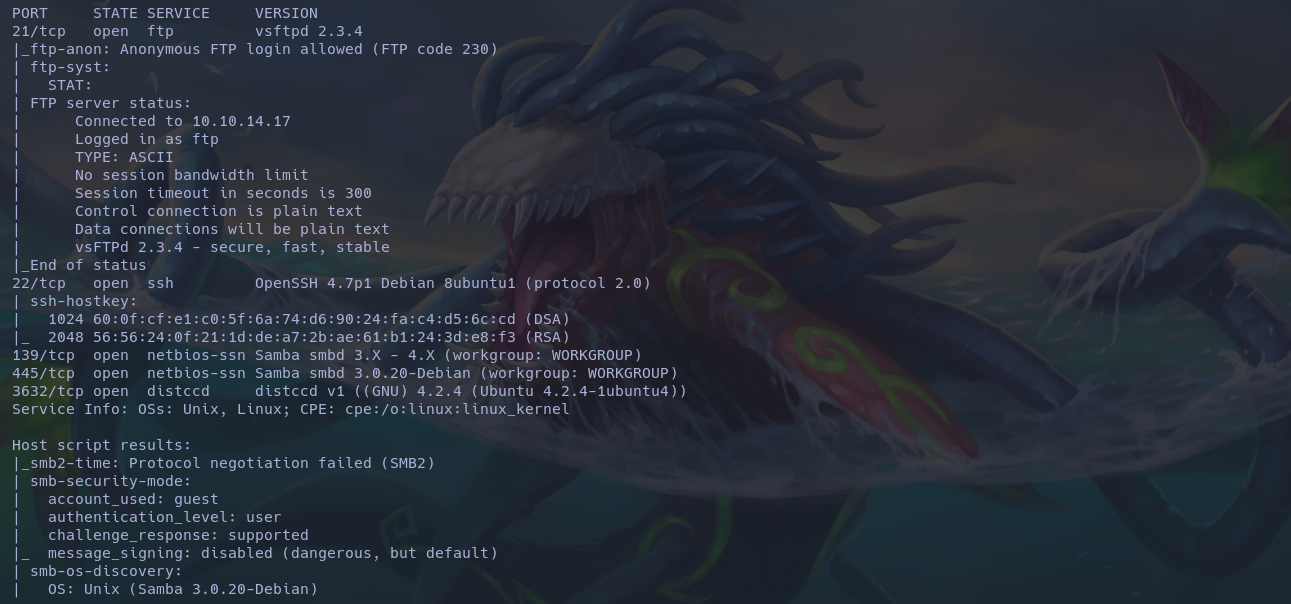 PORT     STATE SERVICE     VERSION
21/tcp   open  ftp         vsftpd 2.3.4
|_ftp-anon: Anonymous FTP login allowed (FTP code 230)
| ftp-syst:
|   STAT:
| FTP server status:
|      Connected to 10.10.14.17
|      Logged in as ftp
|      TYPE: ASCII
|      No session bandwidth limit
|      Session timeout in seconds is 300
|      Control connection is plain text
|      Data connections will be plain text
|      vsFTPd 2.3.4 - secure, fast, stable
|_End of status
22/tcp   open  ssh         OpenSSH 4.7p1 Debian 8ubuntu1 (protocol 2.0)
| ssh-hostkey:
|   1024 60:0f:cf:e1:c0:5f:6a:74:d6:90:24:fa:c4:d5:6c:cd (DSA)
|_  2048 56:56:24:0f:21:1d:de:a7:2b:ae:61:b1:24:3d:e8:f3 (RSA)
139/tcp  open  netbios-ssn Samba smbd 3.X - 4.X (workgroup: WORKGROUP)
445/tcp  open  netbios-ssn Samba smbd 3.0.20-Debian (workgroup: WORKGROUP)
3632/tcp open  distccd     distccd v1 ((GNU) 4.2.4 (Ubuntu 4.2.4-1ubuntu4))
Service Info: OSs: Unix, Linux; CPE: cpe:/o:linux:linux_kernel

Host script results:
|_smb2-time: Protocol negotiation failed (SMB2)
| smb-security-mode:
|   account_used: guest
|   authentication_level: user
|   challenge_response: supported
|_  message_signing: disabled (dangerous, but default)
| smb-os-discovery:
|   OS: Unix (Samba 3.0.20-Debian)